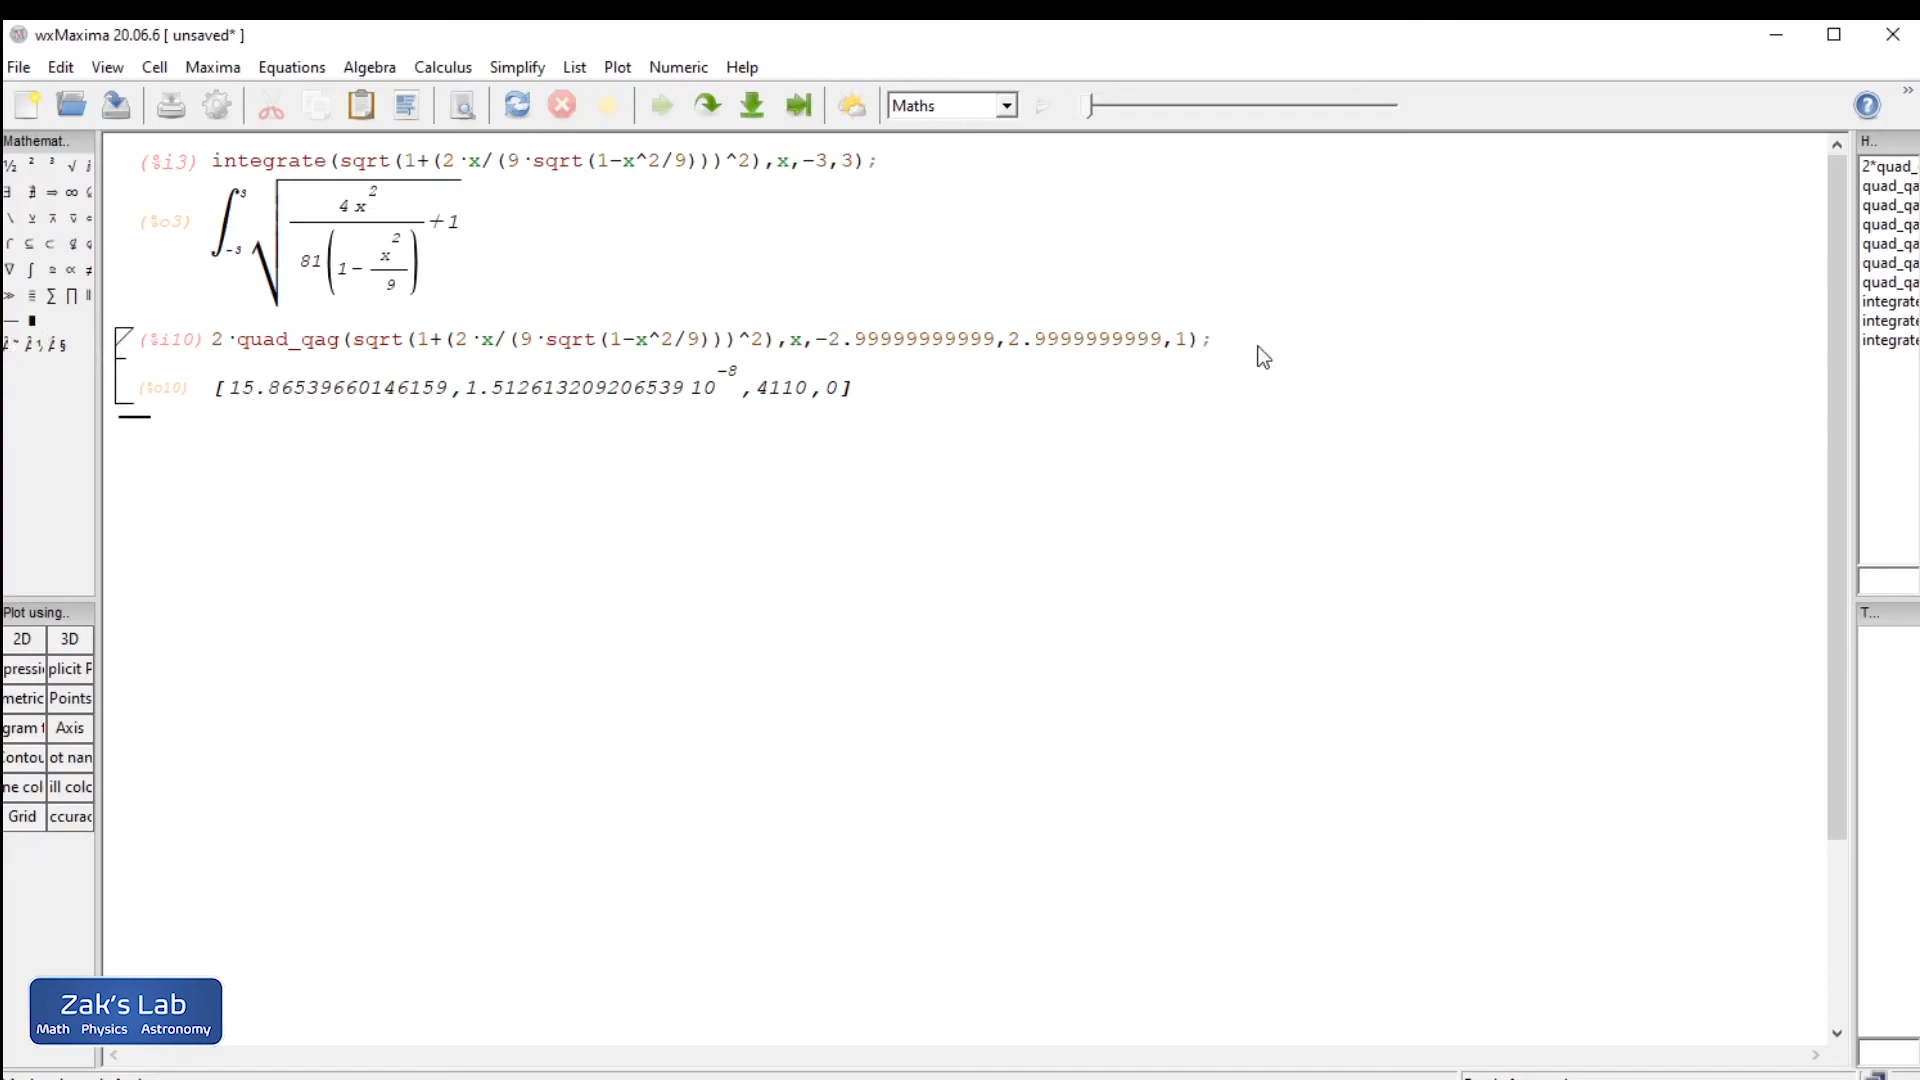 wxMaxima 20.06.6 [ unsaved* ]
File Edit View Cell Maxima Equations Algebra Calculus Simplify List Plot Numeric Help
Maths
Mathemat..
H..
(%i3) integrate(sqrt(1+(2·x/(9·sqrt(1-x^2/9)))^2),x,-3,3);
(%o3) ∫ 3 -3 √ 4 x 2 / 81 ( 1 - x 2 / 9 ) + 1
(%i10) 2·quad_qag(sqrt(1+(2·x/(9·sqrt(1-x^2/9)))^2),x,-2.99999999999,2.9999999999,1);
(%o10) [15.86539660146159,1.512613209206539 10 -8 ,4110,0]
2*quad_
quad_qa
quad_qa
quad_qa
quad_qa
quad_qa
quad_qa
integrate
integrate
integrate
Plot using..
T...
2D 3D
Points
Axis
Grid
Zak's Lab
Math Physics Astronomy